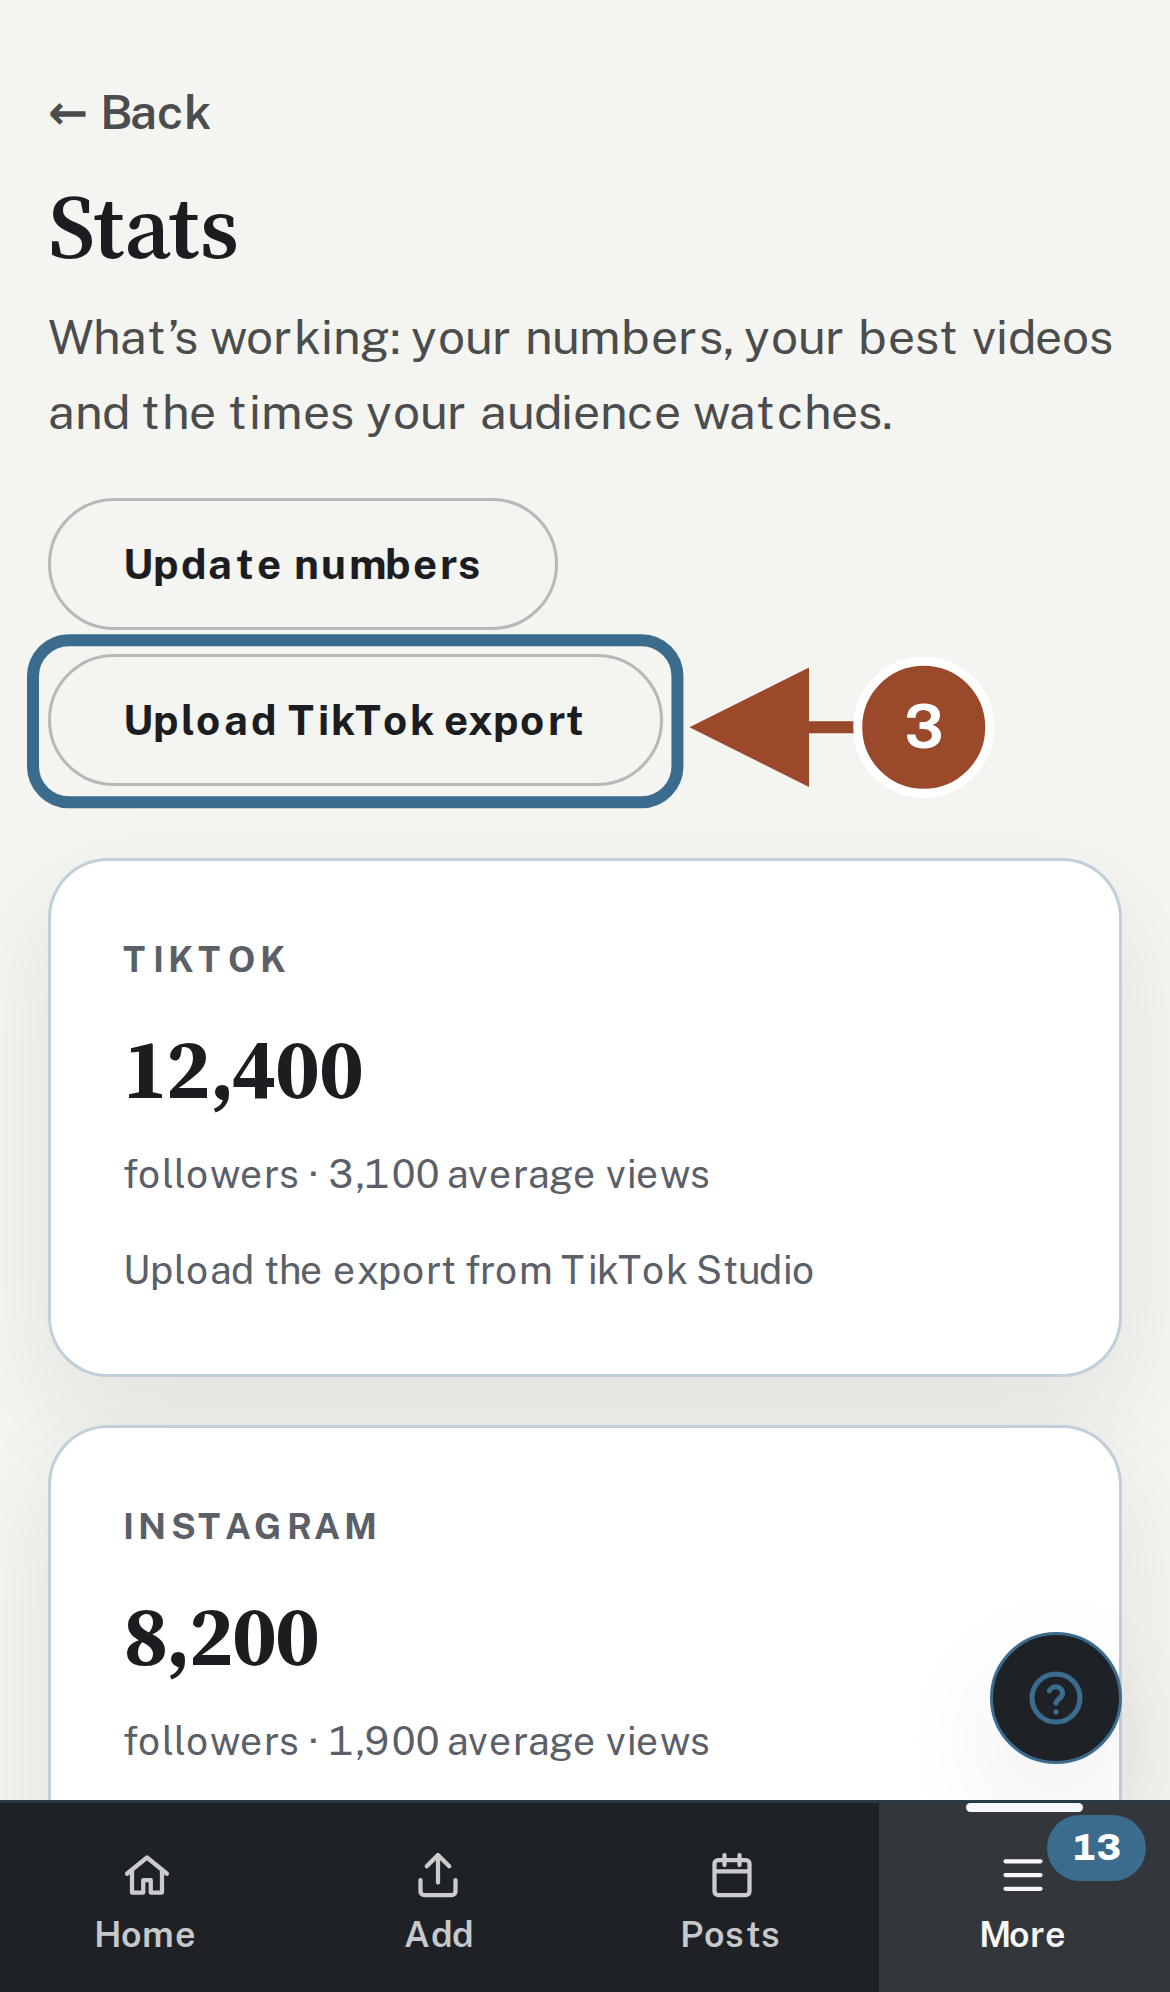 ← Back
Stats
What’s working: your numbers, your best videos
and the times your audience watches.
Update numbers
Upload TikTok export
3
TIKTOK
12,400
followers · 3,100 average views
Upload the export from TikTok Studio
INSTAGRAM
8,200
followers · 1,900 average views
?
13
Home
Add
Posts
More